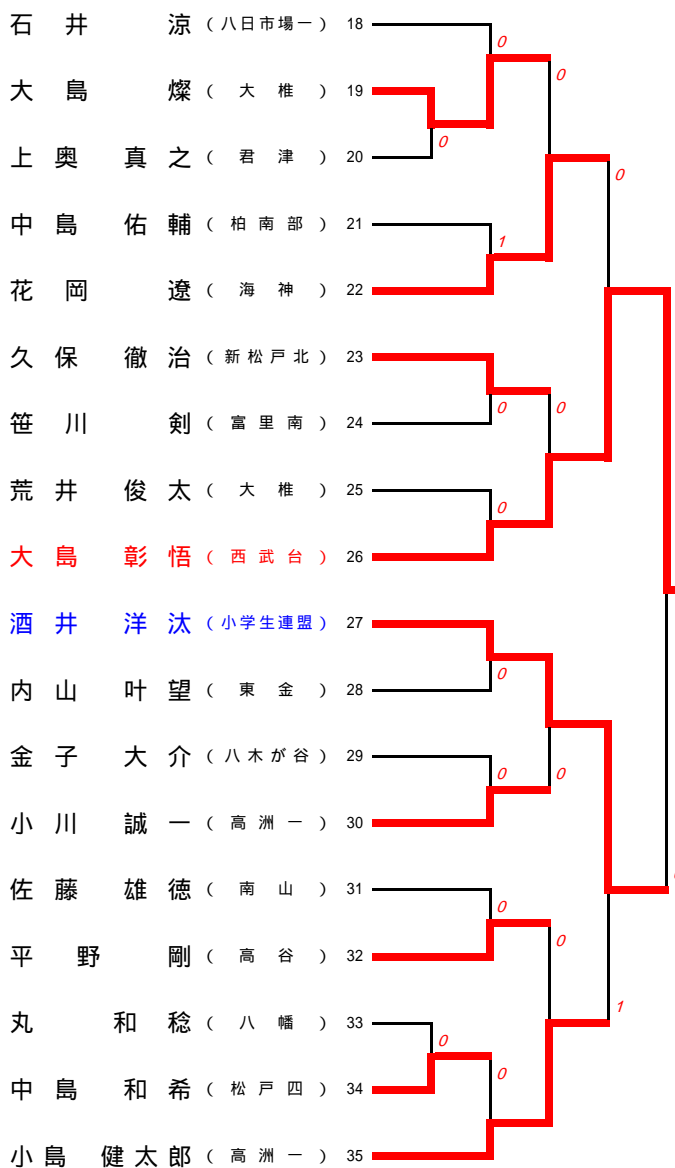 石井 涼 (八日市場一) 18
0
0
大島 燦 (大椎) 19
0
上奥 真之 (君津) 20
0
中島 佑輔 (柏南部) 21
1
花岡 遼 (海神) 22
久保 徹治 (新松戸北) 23
0 0
笹川 剣 (富里南) 24
荒井 俊太 (大椎) 25
0
大島 彰悟 (西武台) 26
酒井 洋汰 (小学生連盟) 27
0
内山 叶望 (東金) 28
金子 大介 (八木が谷) 29
0 0
小川 誠一 (高洲一) 30
佐藤 雄徳 (南山) 31
0
0
平野 剛 (高谷) 32
1
丸 和稔 (八幡) 33
0
0
中島 和希 (松戸四) 34
小島 健太郎 (高洲一) 35